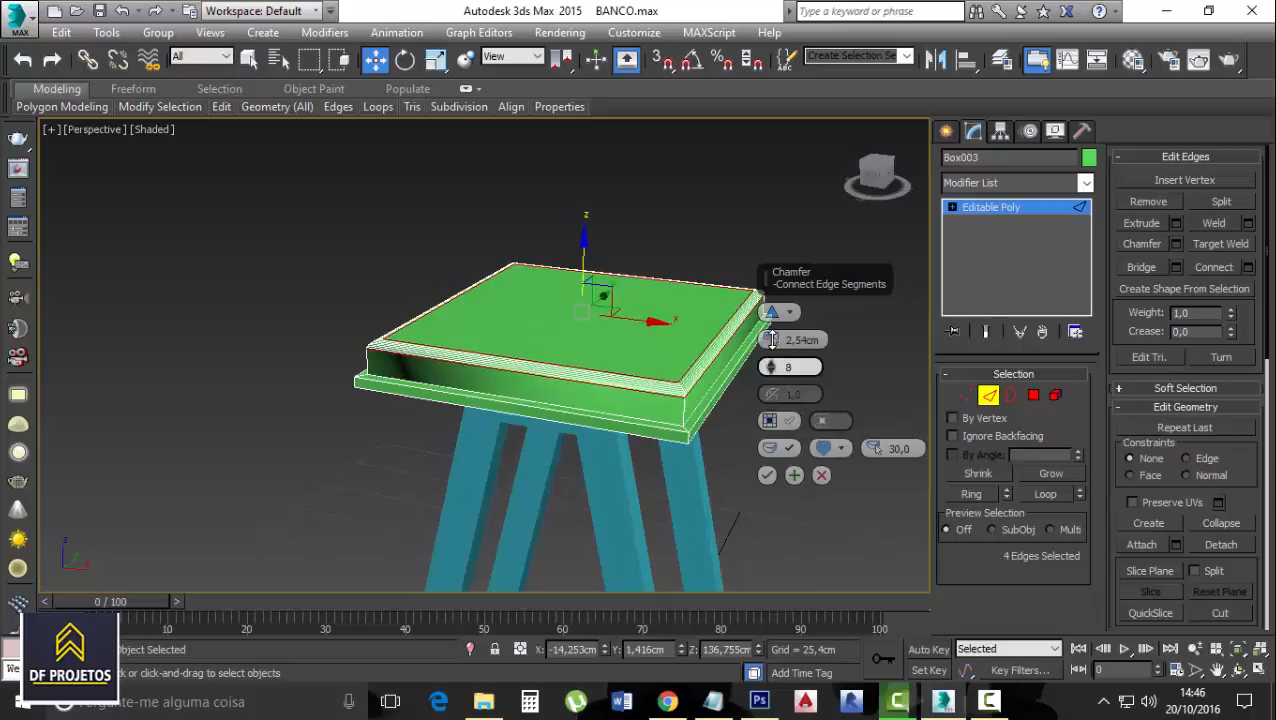 MAX
Workspace: Default
Autodesk 3ds Max 2015 BANCO.max
Type a keyword or phrase
Edit Tools Group Views Create Modifiers Animation Graph Editors Rendering Customize MAXScript Help
All
View
Create Selection Se
Modeling Freeform Selection Object Paint Populate
Polygon Modeling Modify Selection Edit Geometry (All) Edges Loops Tris Subdivision Align Properties
[+] [Perspective] [Shaded]
z
x
Chamfer
-Connect Edge Segments
2,54cm
8
1,0
30,0
Box003
Modifier List
Editable Poly
Selection
By Vertex
Ignore Backfacing
By Angle:
Shrink Grow
Ring Loop
Preview Selection
Off SubObj Multi
4 Edges Selected
Edit Edges
Insert Vertex
Remove Split
Extrude Weld
Chamfer Target Weld
Bridge Connect
Create Shape From Selection
Weight: 1,0
Crease: 0,0
Edit Tri. Turn
Soft Selection
Edit Geometry
Repeat Last
Constraints
None Edge
Face Normal
Preserve UVs
Create Collapse
Attach Detach
Slice Plane Split
Slice Reset Plane
QuickSlice Cut
z
0 / 100
10 20 30 40 50 60 70 80 90 100
Object Selected
X: -14,253cm Y: 1,416cm Z: 136,755cm Grid = 25,4cm
Auto Key Selected
We
ck or click-and-drag to select objects
Add Time Tag
Set Key Key Filters...
0
DF PROJETOS
Pergunte-me alguma coisa
14:46
20/10/2016